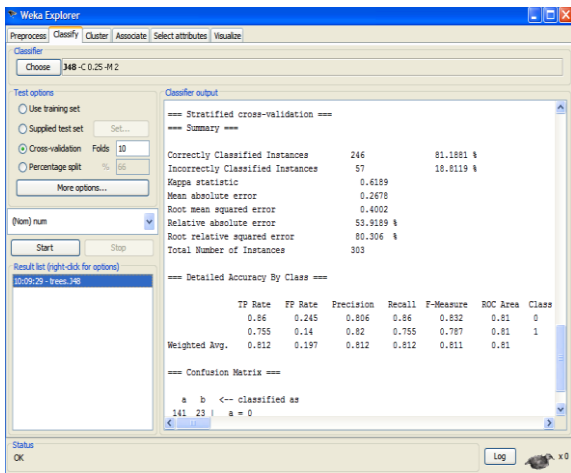 Weka Explorer
Preprocess Classify Cluster Associate Select attributes Visualize
Classifier
Choose J48 -C 0.25 -M 2
Test options
Use training set
Supplied test set Set...
Cross-validation Folds 10
Percentage split % 66
More options...
(Nom) num
Start Stop
Result list (right-click for options)
10:09:29 - trees.J48
Classifier output
=== Stratified cross-validation ===
=== Summary ===
Correctly Classified Instances 246 81.1881 %
Incorrectly Classified Instances 57 18.8119 %
Kappa statistic 0.6189
Mean absolute error 0.2678
Root mean squared error 0.4002
Relative absolute error 53.9189 %
Root relative squared error 80.306 %
Total Number of Instances 303
=== Detailed Accuracy By Class ===
TP Rate FP Rate Precision Recall F-Measure ROC Area Class
0.86 0.245 0.806 0.86 0.832 0.81 0
0.755 0.14 0.82 0.755 0.787 0.81 1
Weighted Avg. 0.812 0.197 0.812 0.812 0.811 0.81
=== Confusion Matrix ===
a b <-- classified as
141 23 | a = 0
Status
OK
Log
x 0